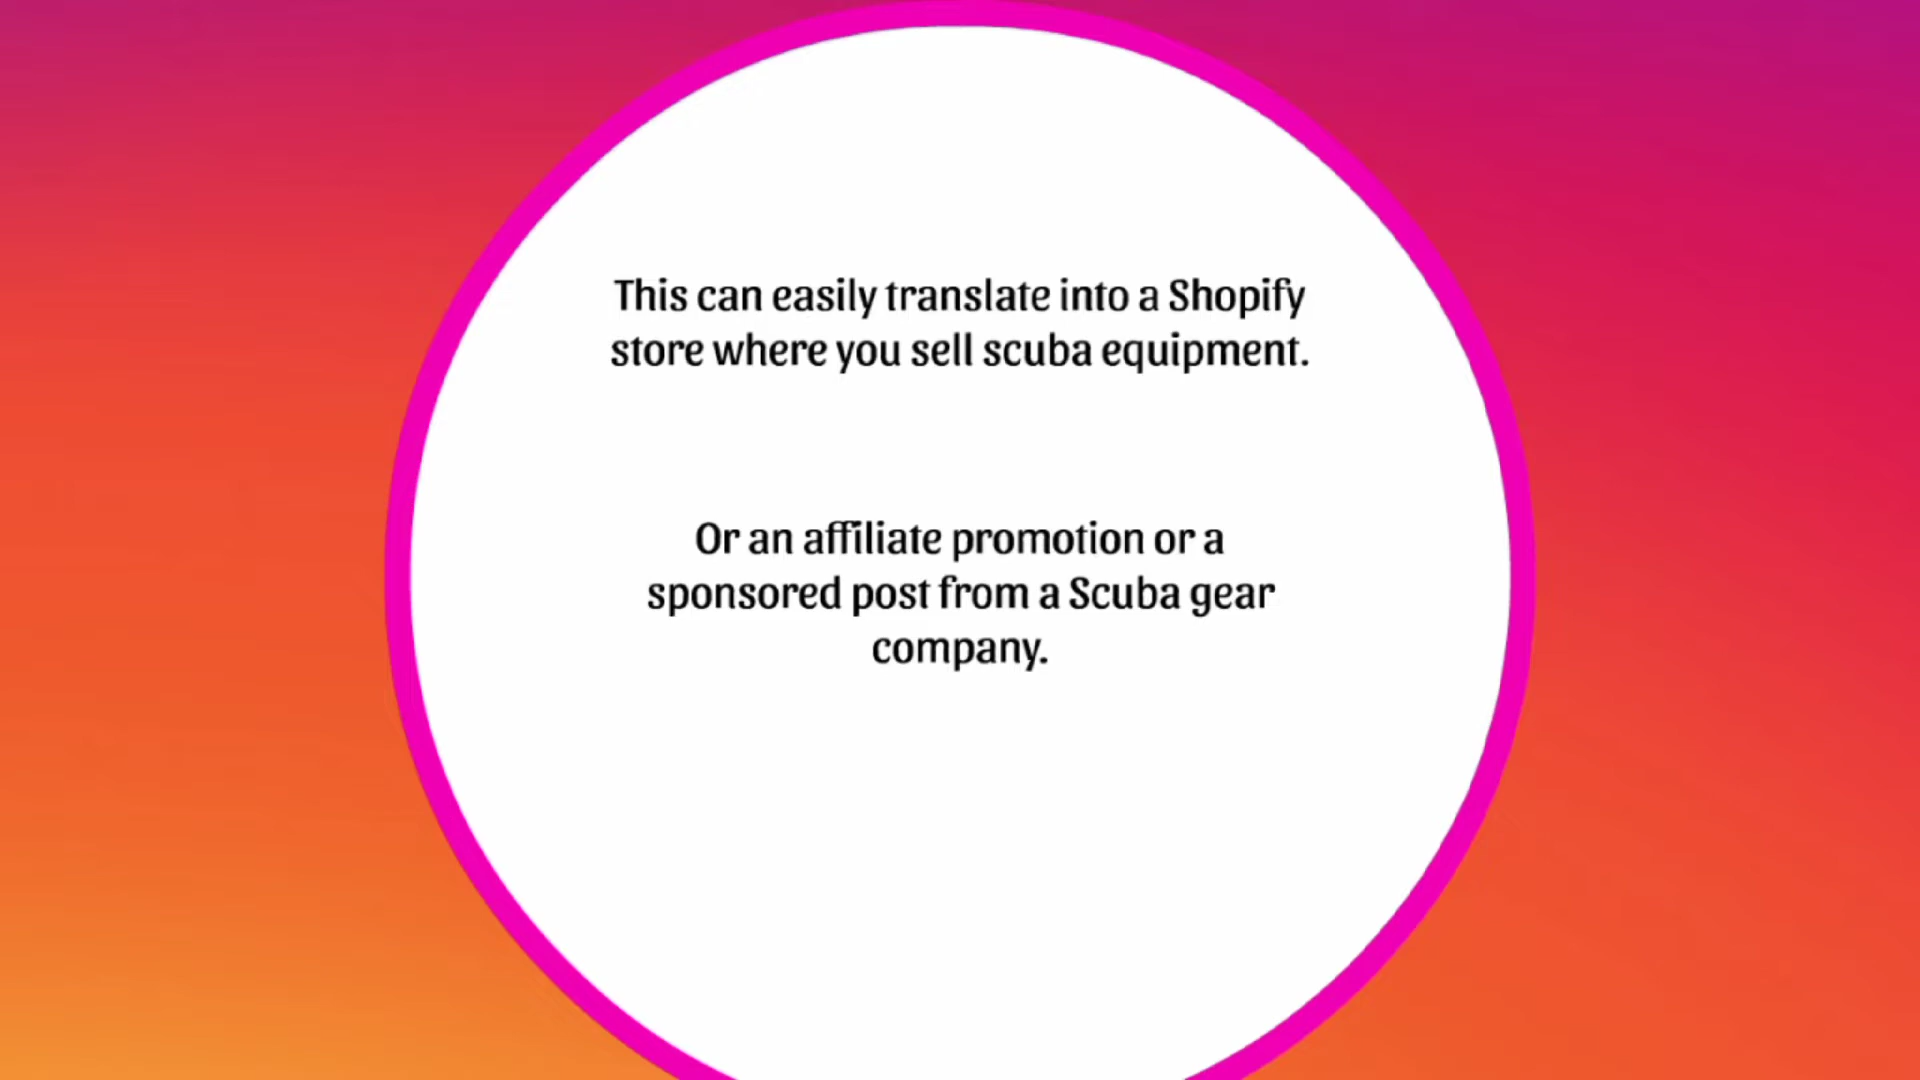 This can easily translate into a Shopify
store where you sell scuba equipment.
Or an affiliate promotion or a
sponsored post from a Scuba gear
company.